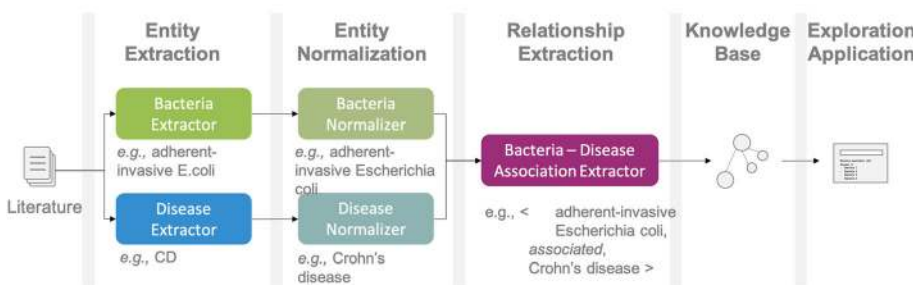 Entity
Extraction
Entity
Normalization
Relationship
Extraction
Knowledge
Base
Exploration
Application
Literature
Bacteria
Extractor
e.g., adherent-
invasive E.coli
Disease
Extractor
e.g., CD
Bacteria
Normalizer
e.g., adherent-
invasive Escherichia
coli
Disease
Normalizer
e.g., Crohn's
disease
Bacteria – Disease
Association Extractor
e.g., < adherent-invasive
Escherichia coli,
associated,
Crohn's disease >